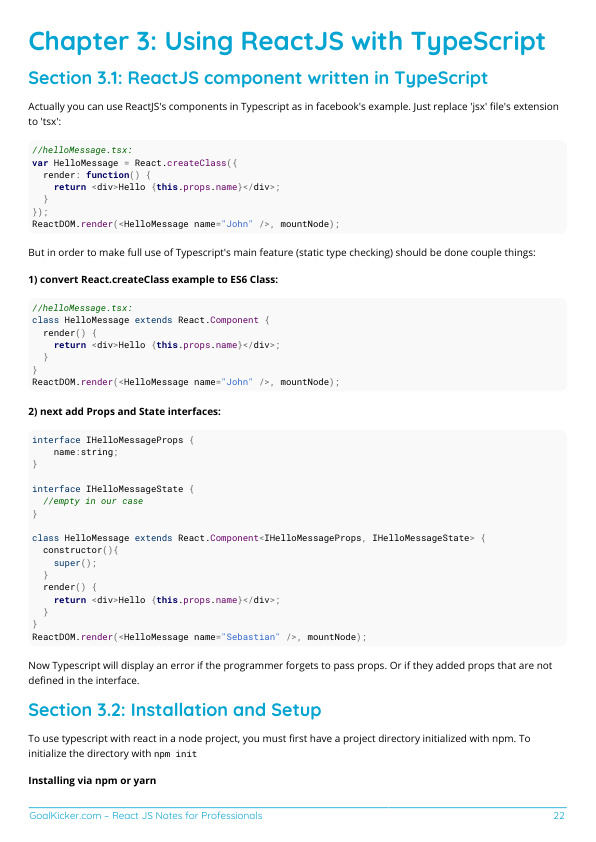 Chapter 3: Using ReactJS with TypeScript
Section 3.1: ReactJS component written in TypeScript
Actually you can use ReactJS's components in Typescript as in facebook's example. Just replace 'jsx' file's extension
to 'tsx':
//helloMessage.tsx:
var HelloMessage = React.createClass({
  render: function() {
    return <div>Hello {this.props.name}</div>;
  }
});
ReactDOM.render(<HelloMessage name="John" />, mountNode);
But in order to make full use of Typescript's main feature (static type checking) should be done couple things:
1) convert React.createClass example to ES6 Class:
//helloMessage.tsx:
class HelloMessage extends React.Component {
  render() {
    return <div>Hello {this.props.name}</div>;
  }
}
ReactDOM.render(<HelloMessage name="John" />, mountNode);
2) next add Props and State interfaces:
interface IHelloMessageProps {
    name:string;
}
interface IHelloMessageState {
  //empty in our case
}
class HelloMessage extends React.Component<IHelloMessageProps, IHelloMessageState> {
  constructor(){
    super();
  }
  render() {
    return <div>Hello {this.props.name}</div>;
  }
}
ReactDOM.render(<HelloMessage name="Sebastian" />, mountNode);
Now Typescript will display an error if the programmer forgets to pass props. Or if they added props that are not
defined in the interface.
Section 3.2: Installation and Setup
To use typescript with react in a node project, you must first have a project directory initialized with npm. To
initialize the directory with npm init
Installing via npm or yarn
GoalKicker.com – React JS Notes for Professionals 22